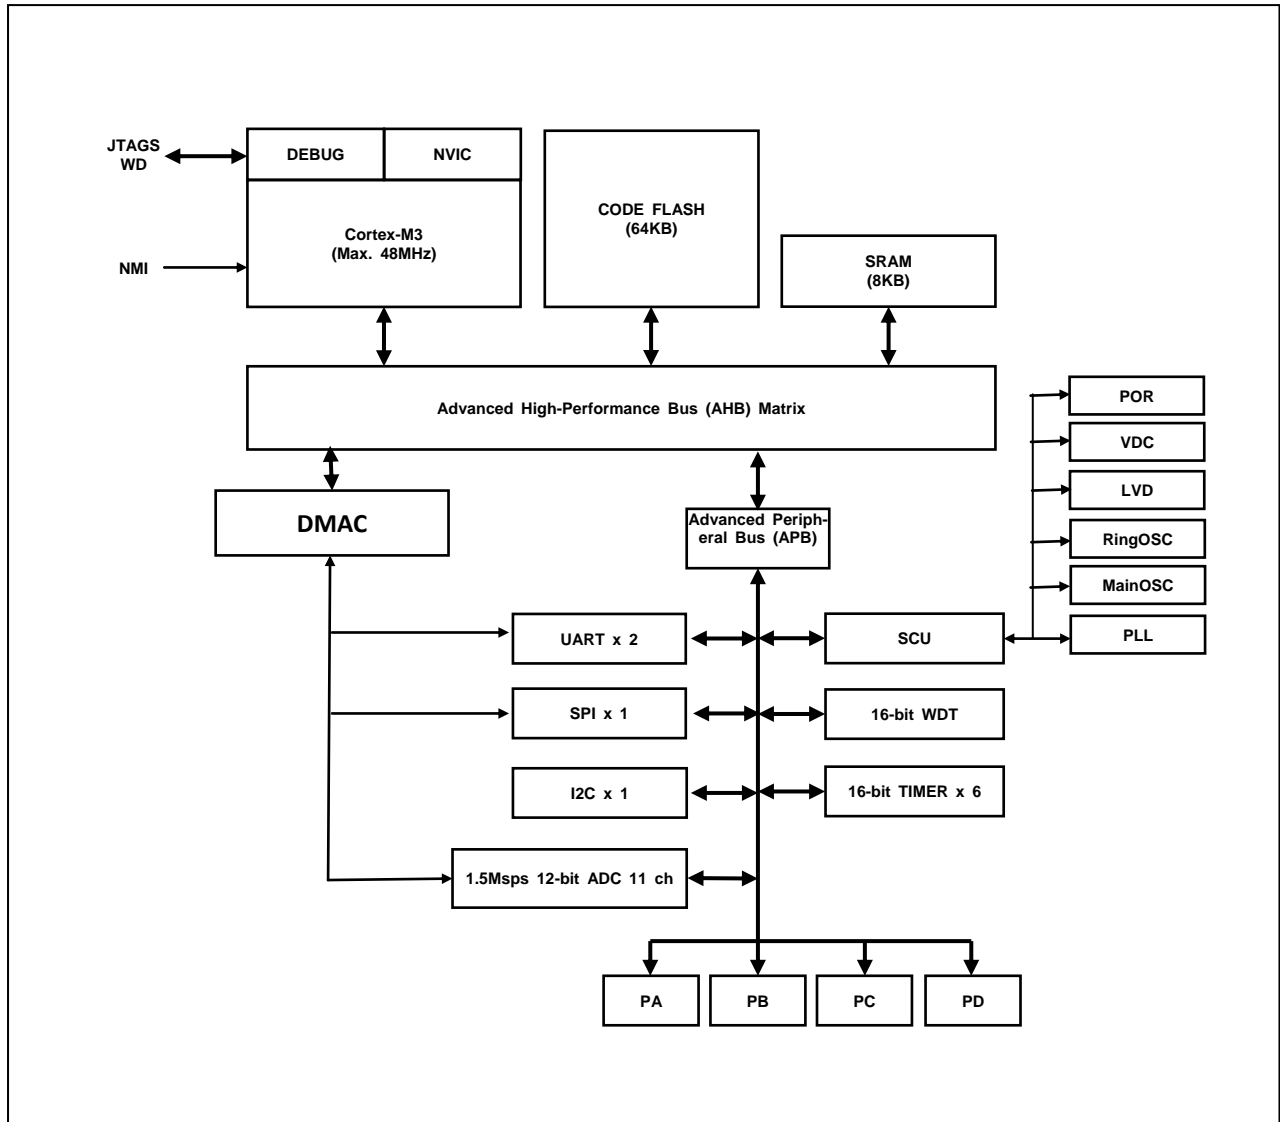 JTAGS
WD
DEBUG
NVIC
Cortex-M3
(Max. 48MHz)
NMI
CODE FLASH
(64KB)
SRAM
(8KB)
Advanced High-Performance Bus (AHB) Matrix
POR
VDC
LVD
RingOSC
MainOSC
PLL
DMAC
Advanced Periph-
eral Bus (APB)
UART x 2
SCU
SPI x 1
16-bit WDT
I2C x 1
16-bit TIMER x 6
1.5Msps 12-bit ADC 11 ch
PA
PB
PC
PD